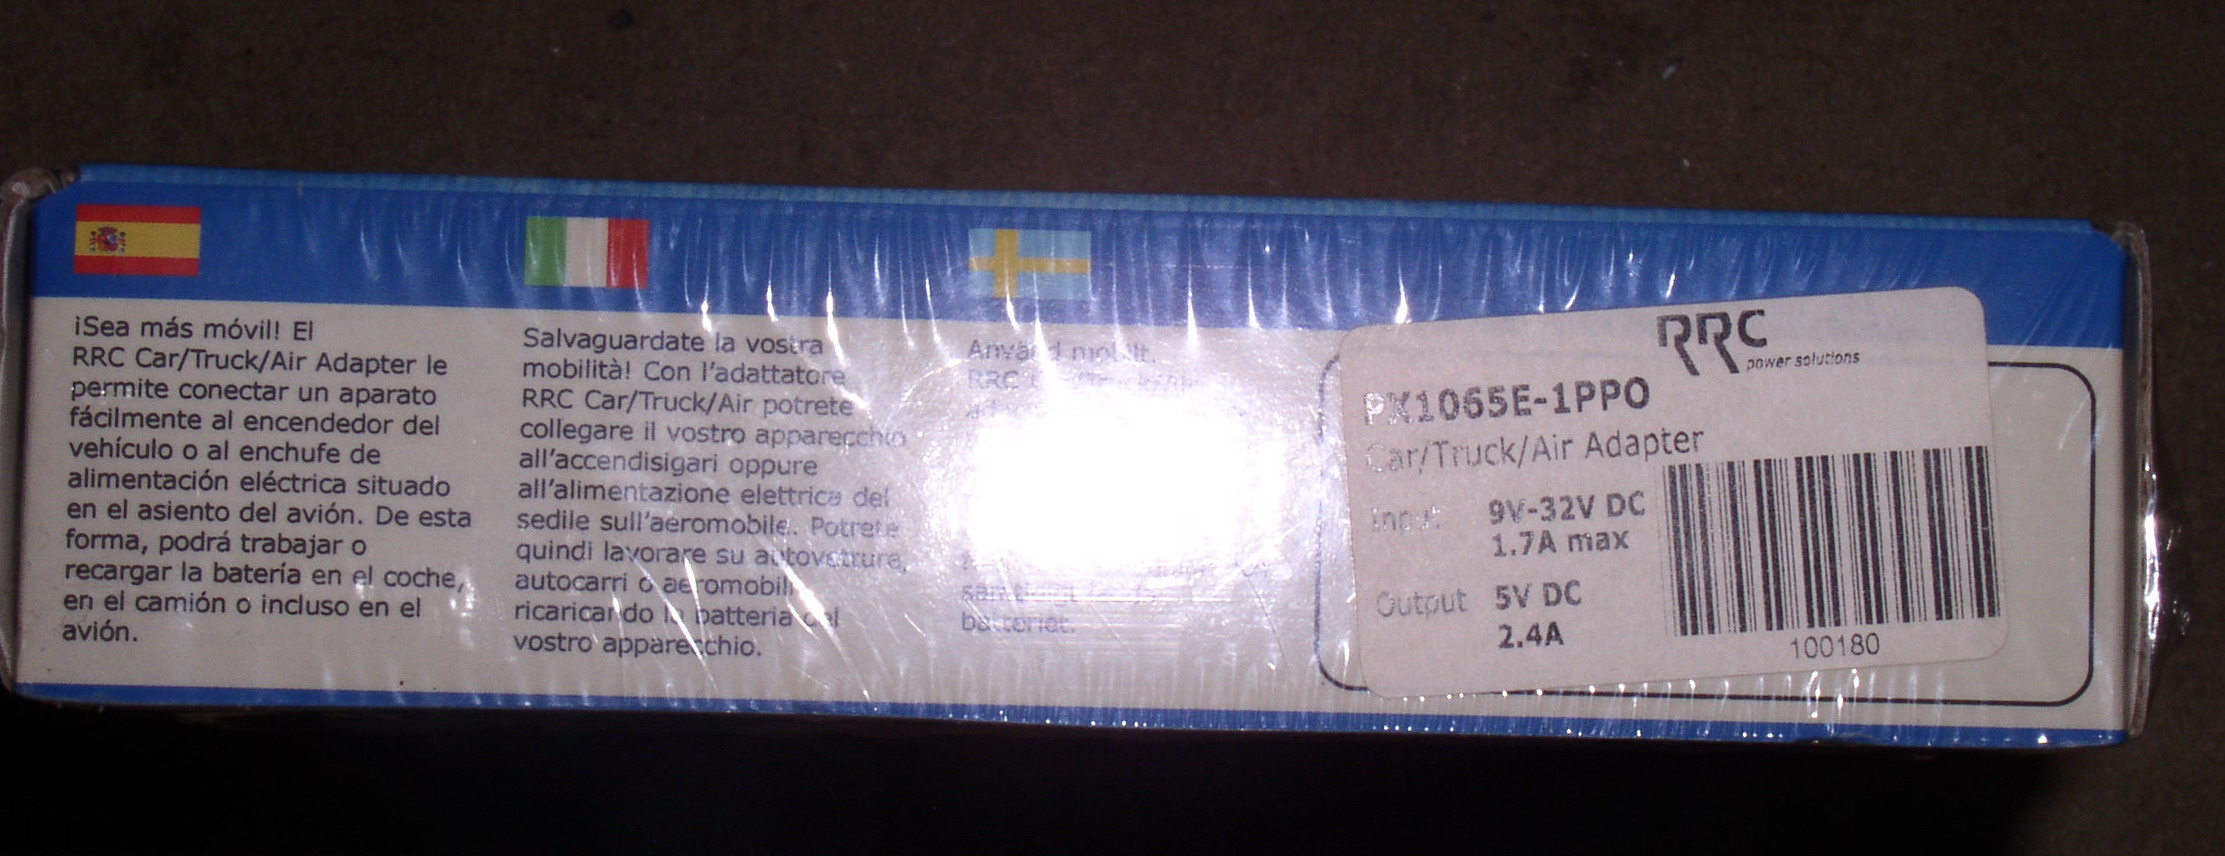 ¡Sea más móvil! El
RRC Car/Truck/Air Adapter le
permite conectar un aparato
fácilmente al encendedor del
vehículo o al enchufe de
alimentación eléctrica situado
en el asiento del avión. De esta
forma, podrá trabajar o
recargar la batería en el coche,
en el camión o incluso en el
avión.
Salvaguardate la vostra
mobilità! Con l'adattatore
RRC Car/Truck/Air potrete
collegare il vostro apparecchio
all'accendisigari oppure
all'alimentazione elettrica del
sedile sull'aeromobile. Potrete
quindi lavorare su autovetture,
autocarri o aeromobili
ricaricando la batteria del
vostro apparecchio.
Använd mobilt.
RRC
batteriet.
RRC
power solutions
PX1065E-1PPO
Car/Truck/Air Adapter
Input 9V-32V DC
1.7A max
Output 5V DC
2.4A
100180